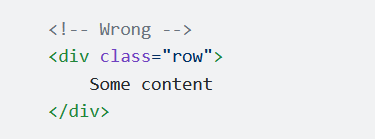 <!-- Wrong -->
<div class="row">
    Some content
</div>